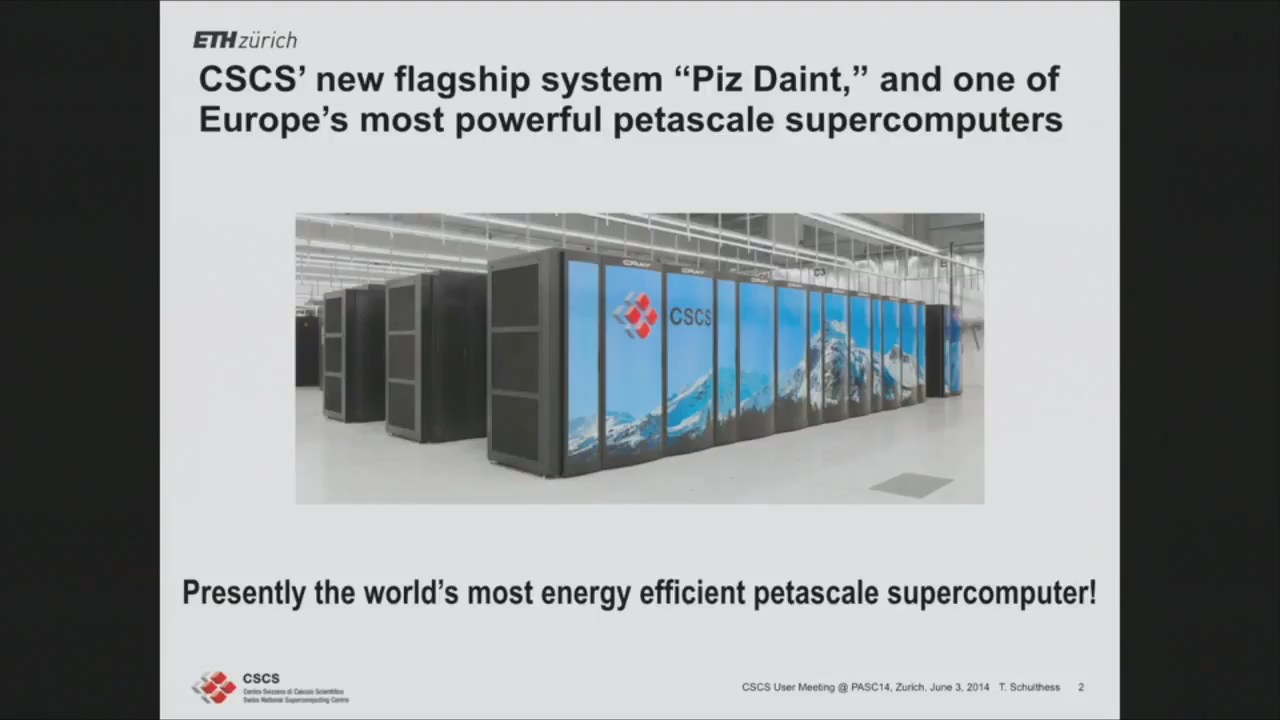 ETH zürich
CSCS’ new flagship system “Piz Daint,” and one of
Europe’s most powerful petascale supercomputers
CRAY
CRAY
CSCS
Presently the world’s most energy efficient petascale supercomputer!
CSCS
Centro Svizzero di Calcolo Scientifico
Swiss National Supercomputing Centre
CSCS User Meeting @ PASC14, Zurich, June 3, 2014 T. Schulthess 2